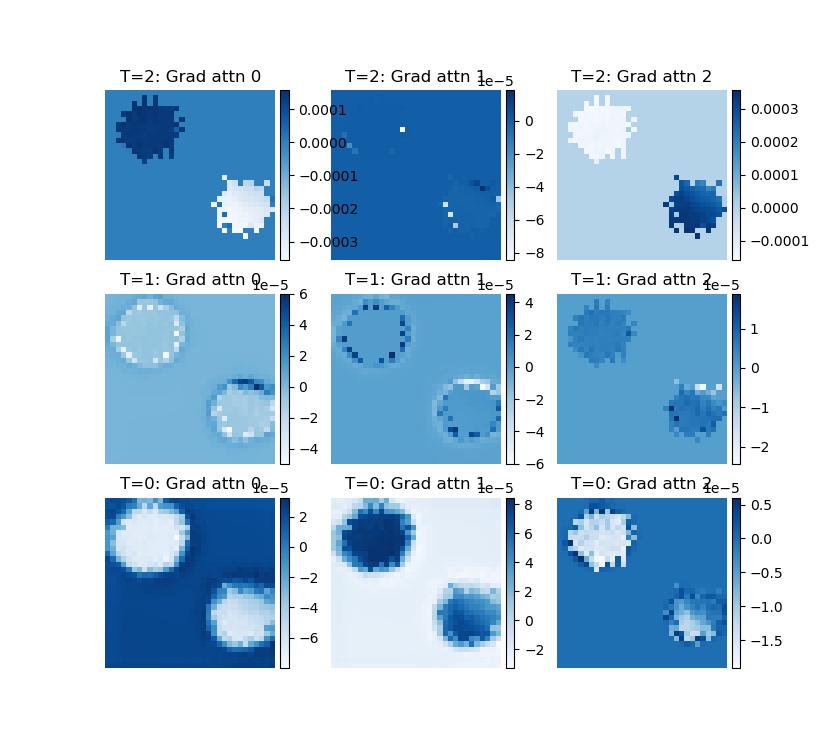 T=2: Grad attn 0
T=2: Grad attn 1
1e−5
T=2: Grad attn 2
0.0001
0.0000
−0.0001
−0.0002
−0.0003
0
−2
−4
−6
−8
0.0003
0.0002
0.0001
0.0000
−0.0001
T=1: Grad attn 0
1e−5
T=1: Grad attn 1
1e−5
T=1: Grad attn 2
1e−5
6
4
2
0
−2
−4
4
2
0
−2
−4
−6
1
0
−1
−2
T=0: Grad attn 0
1e−5
T=0: Grad attn 1
1e−5
T=0: Grad attn 2
1e−5
2
0
−2
−4
−6
8
6
4
2
0
−2
0.5
0.0
−0.5
−1.0
−1.5